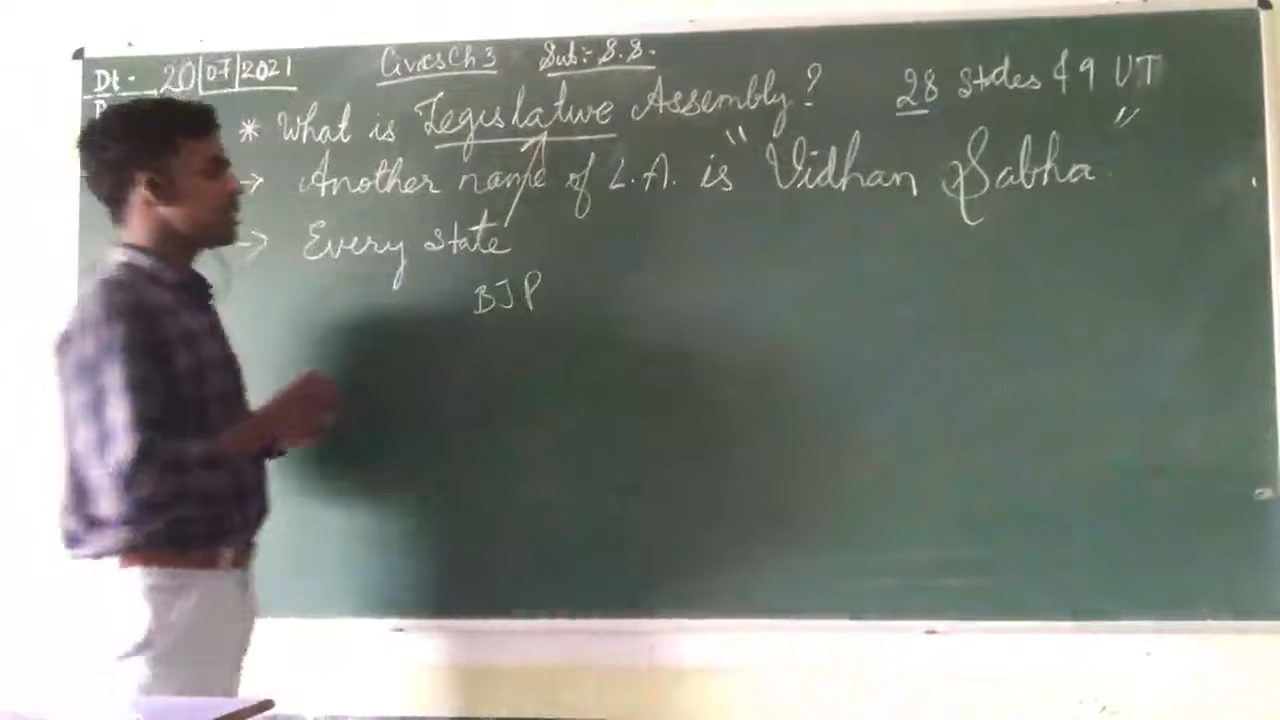 Dt - 20/07/2021 Civics Ch 3 Sub:- S.S.
* What is Legislative Assembly? 28 States & 9 UT
→ Another name of L.A. is "Vidhan Sabha"
→ Every state
BJP